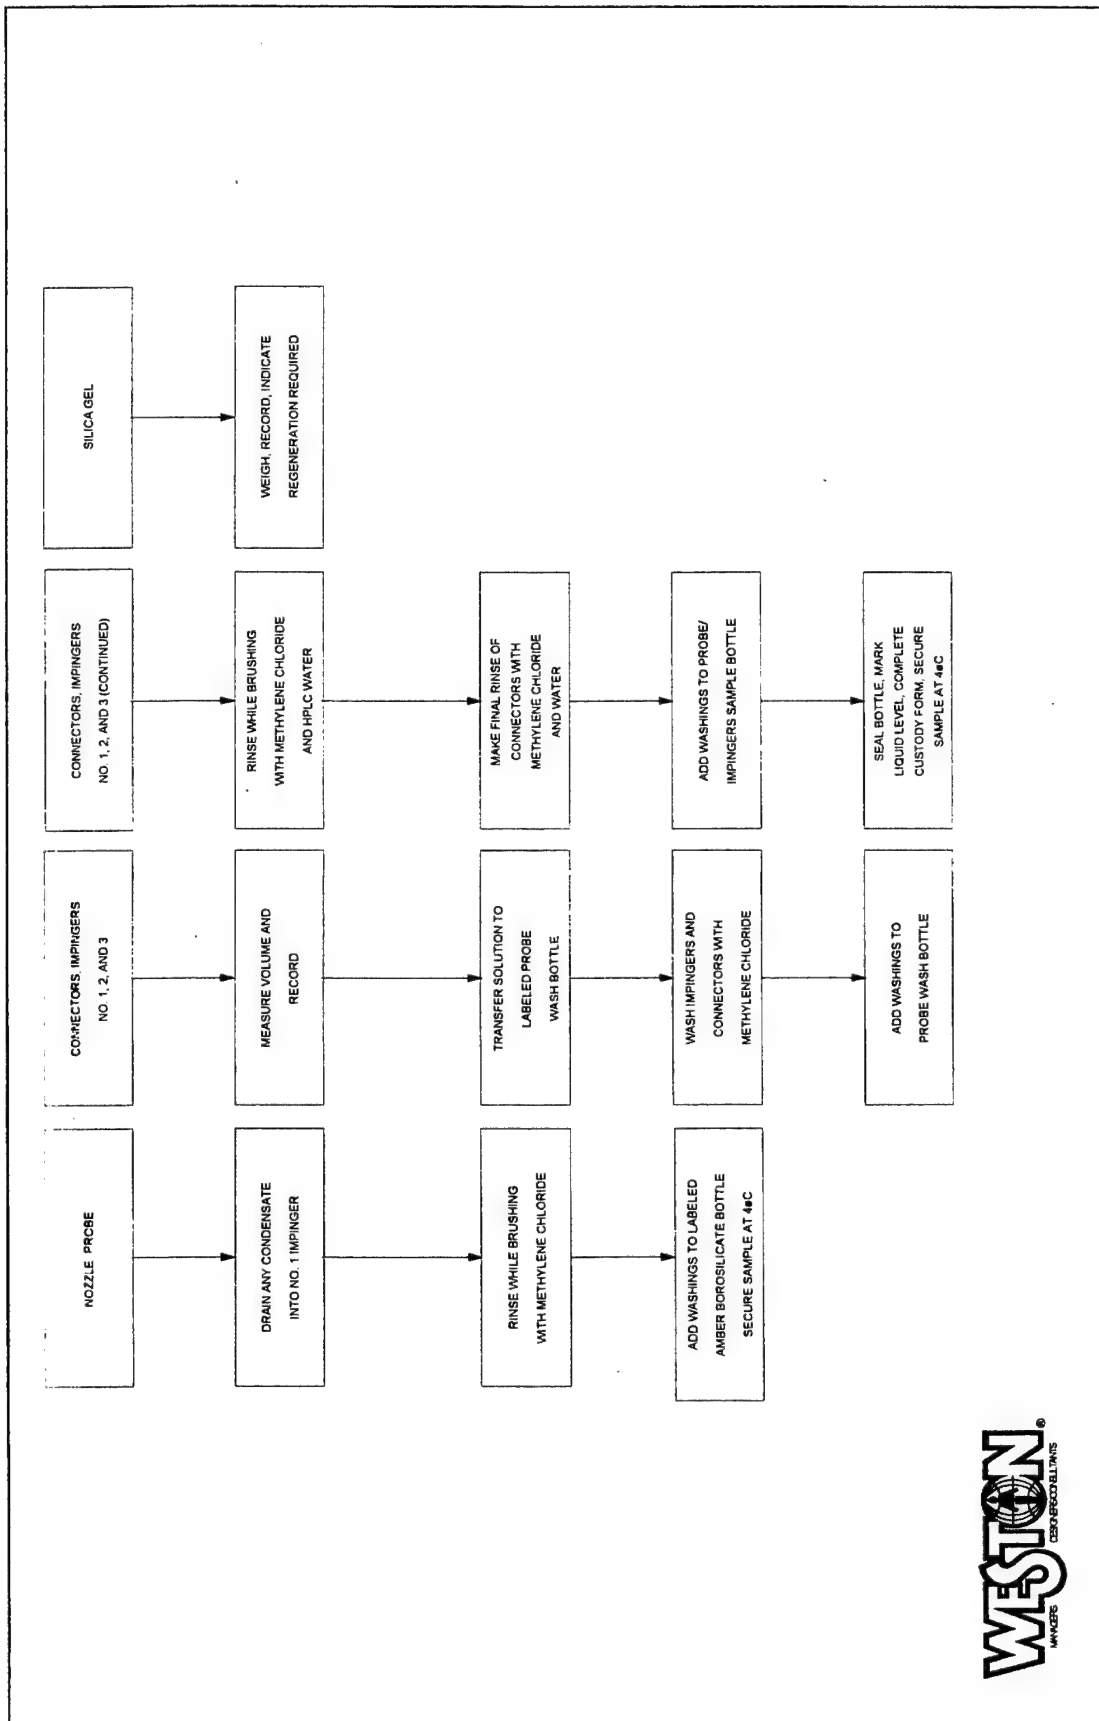 NOZZLE PROBE
DRAIN ANY CONDENSATE
INTO NO. 1 IMPINGER
RINSE WHILE BRUSHING
WITH METHYLENE CHLORIDE
ADD WASHINGS TO LABELED
AMBER BOROSILICATE BOTTLE
SECURE SAMPLE AT 4øC
CONNECTORS, IMPINGERS
NO. 1, 2, AND 3
MEASURE VOLUME AND
RECORD
TRANSFER SOLUTION TO
LABELED PROBE
WASH BOTTLE
WASH IMPINGERS AND
CONNECTORS WITH
METHYLENE CHLORIDE
ADD WASHINGS TO
PROBE WASH BOTTLE
CONNECTORS, IMPINGERS
NO. 1, 2, AND 3 (CONTINUED)
RINSE WHILE BRUSHING
WITH METHYLENE CHLORIDE
AND HPLC WATER
MAKE FINAL RINSE OF
CONNECTORS WITH
METHYLENE CHLORIDE
AND WATER
ADD WASHINGS TO PROBE/
IMPINGERS SAMPLE BOTTLE
SEAL BOTTLE, MARK
LIQUID LEVEL, COMPLETE
CUSTODY FORM, SECURE
SAMPLE AT 4øC
SILICA GEL
WEIGH, RECORD, INDICATE
REGENERATION REQUIRED
WESTON®
MANAGERS DESIGNERS/CONSULTANTS